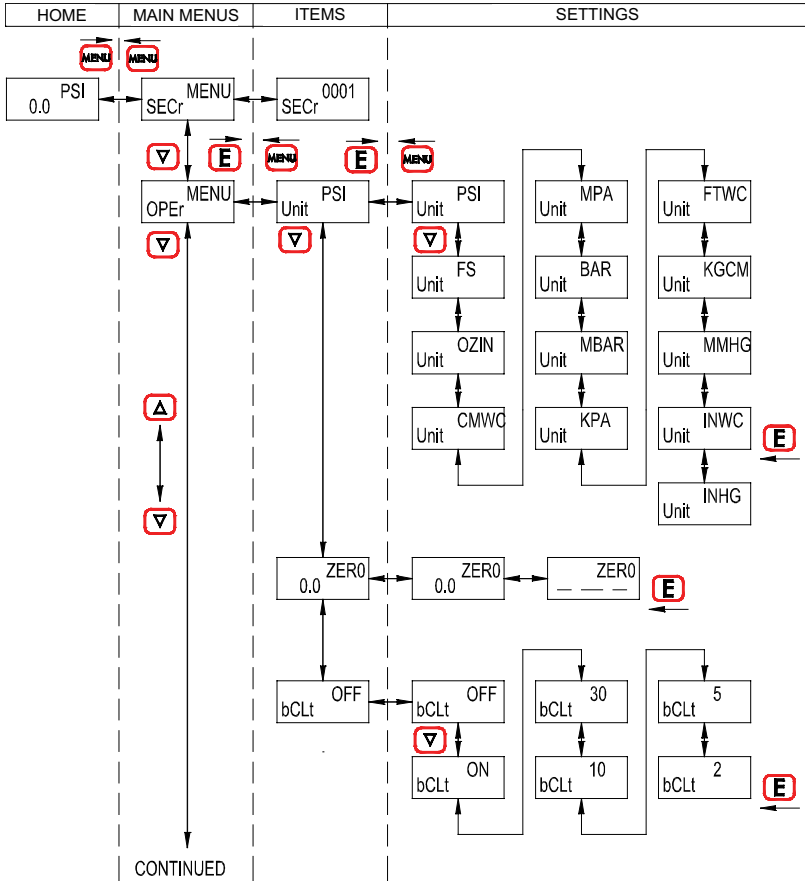 HOME MAIN MENUS ITEMS SETTINGS
MENU MENU
PSI
0.0
MENU
SECr
0001
SECr
▽ E MENU E MENU
MENU
OPEr
PSI
Unit
PSI
Unit
MPA
Unit
FTWC
Unit
▽ ▽ ▽
FS
Unit
BAR
Unit
KGCM
Unit
OZIN
Unit
MBAR
Unit
MMHG
Unit
△
CMWC
Unit
KPA
Unit
INWC
Unit
E
INHG
Unit
▽
ZER0
0.0
ZER0
0.0
ZER0
_ _ _
E
OFF
bCLt
OFF
bCLt
30
bCLt
5
bCLt
▽
ON
bCLt
10
bCLt
2
bCLt
E
CONTINUED